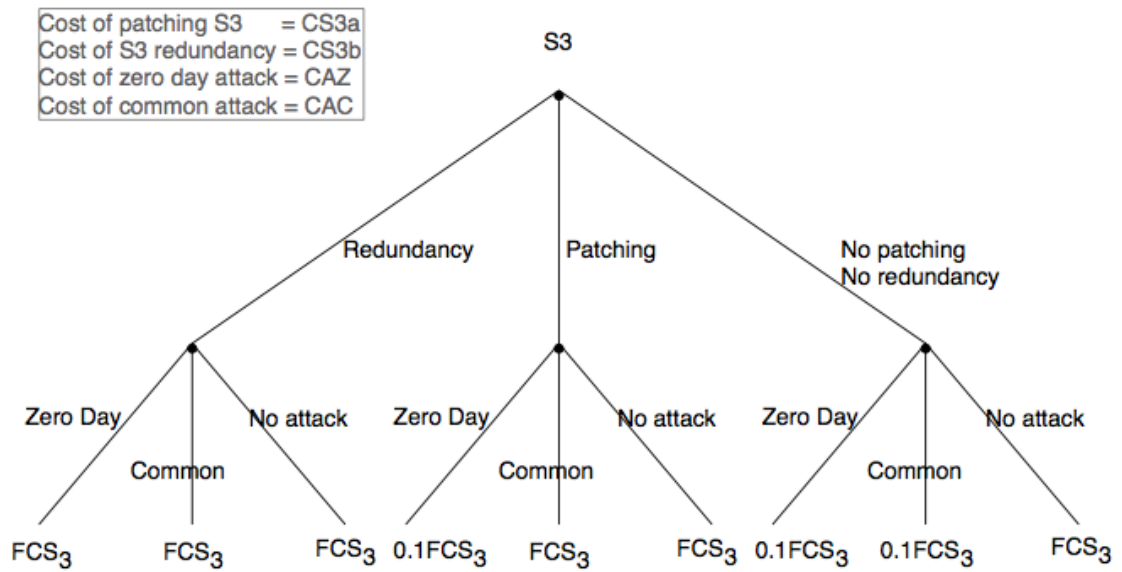 Cost of patching S3 = CS3a
Cost of S3 redundancy = CS3b
Cost of zero day attack = CAZ
Cost of common attack = CAC
S3
Redundancy
Patching
No patching
No redundancy
Zero Day
No attack
Zero Day
No attack
Zero Day
No attack
Common
Common
Common
FCS3
FCS3
FCS3
0.1FCS3
FCS3
FCS3
0.1FCS3
0.1FCS3
FCS3